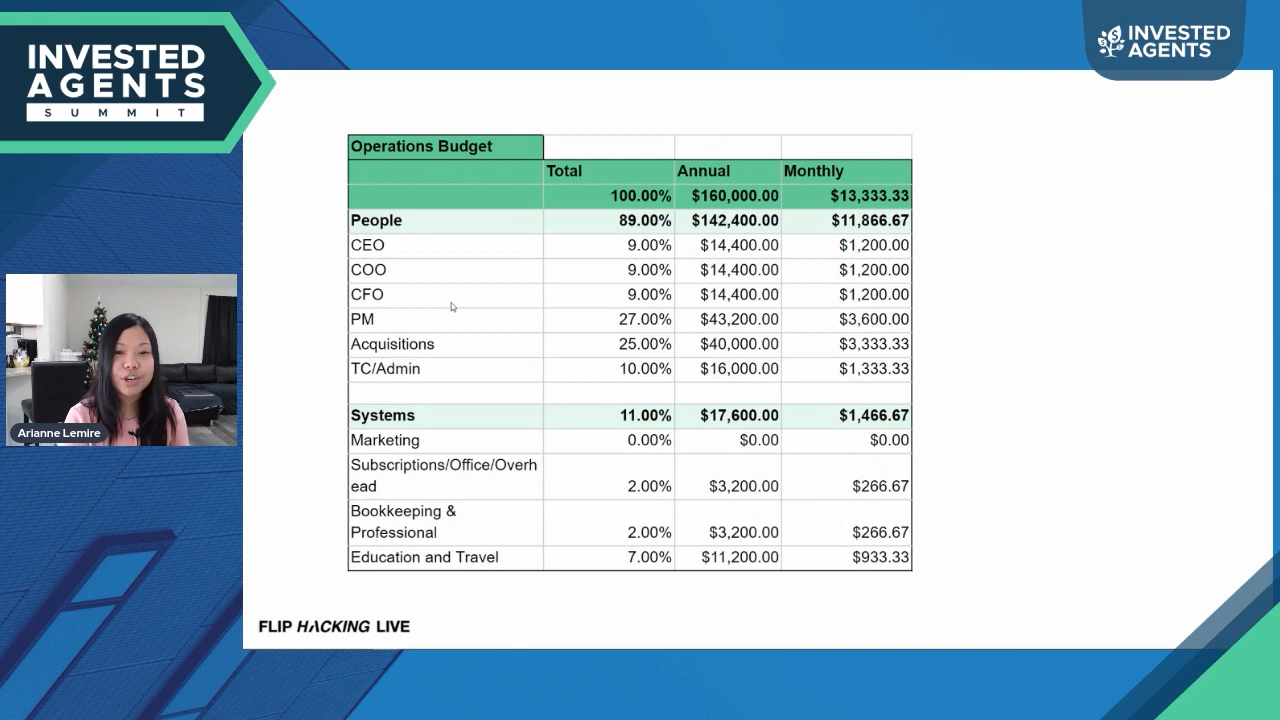 INVESTED
AGENTS
SUMMIT
INVESTED
AGENTS
Operations Budget
Total Annual Monthly
100.00% $160,000.00 $13,333.33
People 89.00% $142,400.00 $11,866.67
CEO 9.00% $14,400.00 $1,200.00
COO 9.00% $14,400.00 $1,200.00
CFO 9.00% $14,400.00 $1,200.00
PM 27.00% $43,200.00 $3,600.00
Acquisitions 25.00% $40,000.00 $3,333.33
TC/Admin 10.00% $16,000.00 $1,333.33
Systems 11.00% $17,600.00 $1,466.67
Marketing 0.00% $0.00 $0.00
Subscriptions/Office/Overh
ead 2.00% $3,200.00 $266.67
Bookkeeping &
Professional 2.00% $3,200.00 $266.67
Education and Travel 7.00% $11,200.00 $933.33
Arianne Lemire
FLIP HACKING LIVE